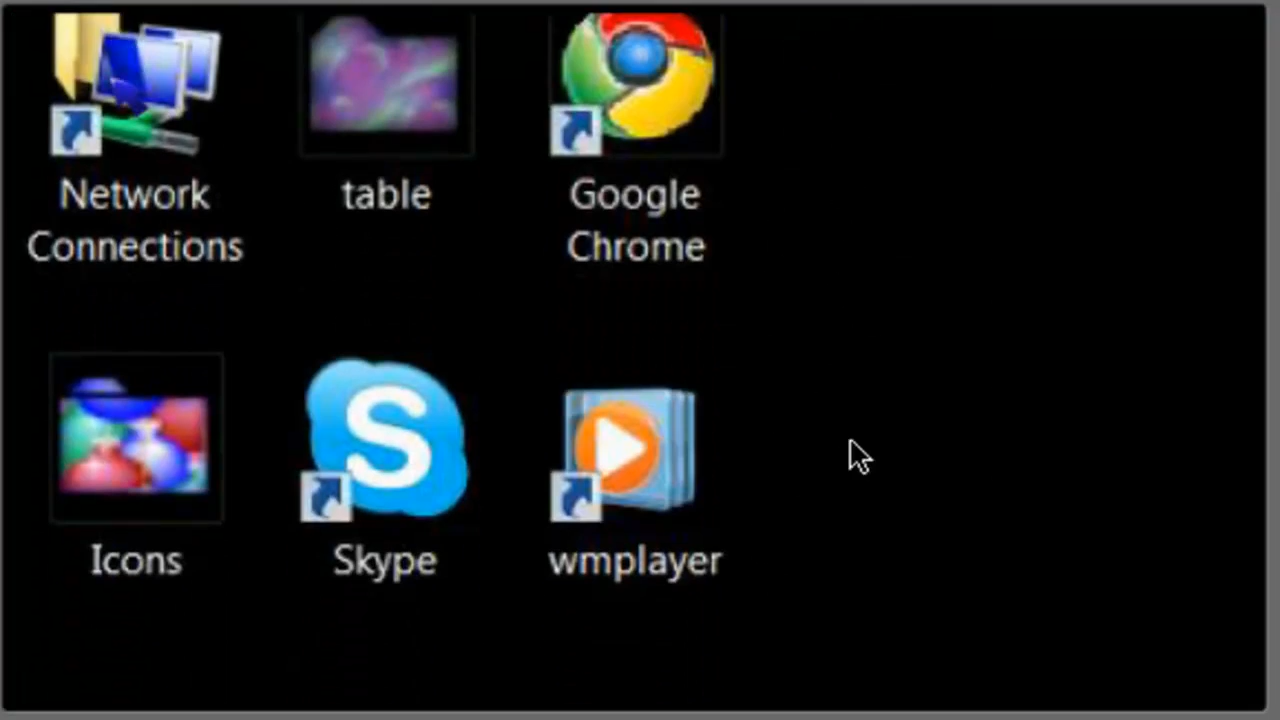 Network
Connections
table
Google
Chrome
Icons
S
Skype
wmplayer